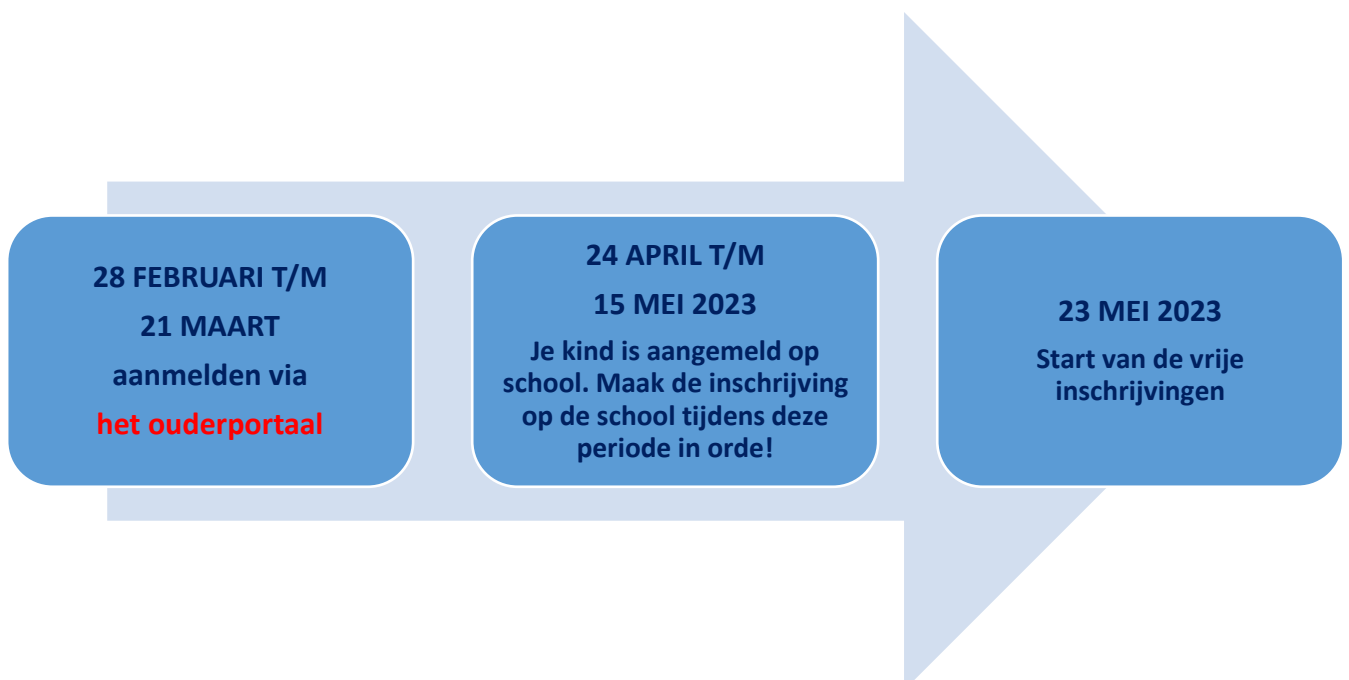 28 FEBRUARI T/M
21 MAART
aanmelden via
het ouderportaal
24 APRIL T/M
15 MEI 2023
Je kind is aangemeld op
school. Maak de inschrijving
op de school tijdens deze
periode in orde!
23 MEI 2023
Start van de vrije
inschrijvingen